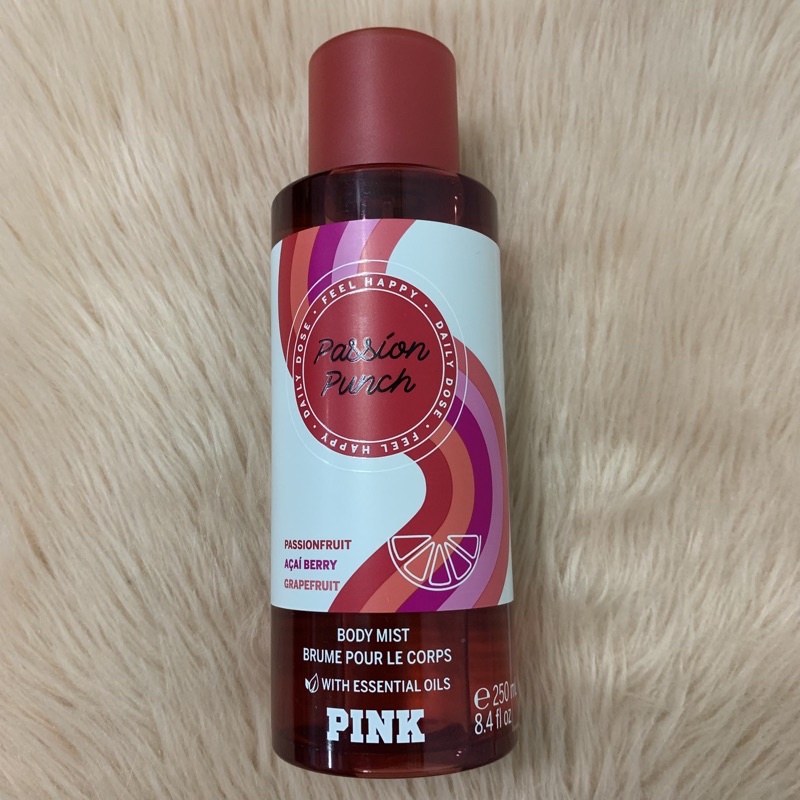 FEEL HAPPY · DAILY DOSE · FEEL HAPPY · DAILY DOSE ·
Passion
Punch
PASSIONFRUIT
AÇAÍ BERRY
GRAPEFRUIT
BODY MIST
BRUME POUR LE CORPS
WITH ESSENTIAL OILS
PINK
e 250 mL
8.4 fl oz